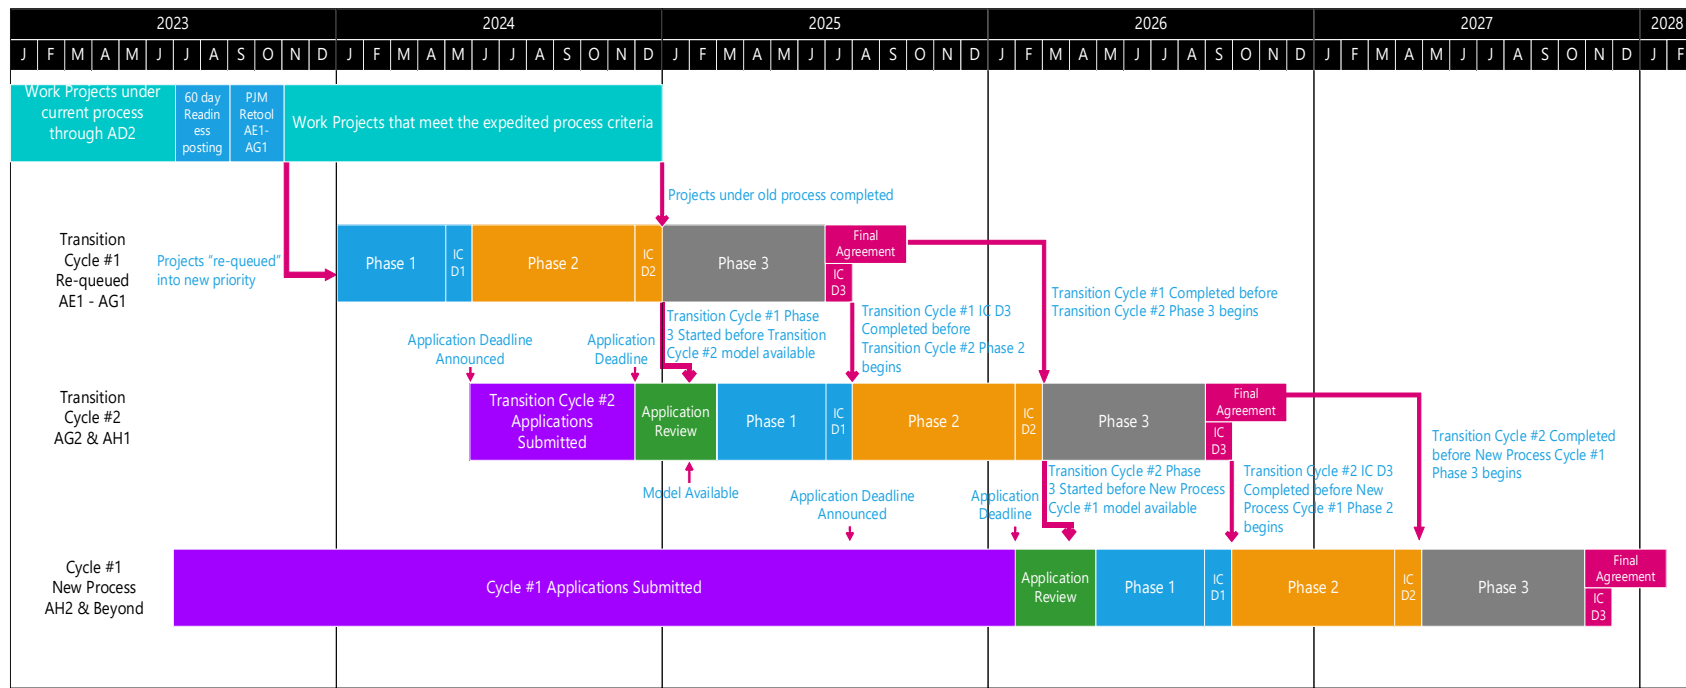 2023 2024 2025 2026 2027 2028
J F M A M J J A S O N D J F M A M J J A S O N D J F M A M J J A S O N D J F M A M J J A S O N D J F M A M J J A S O N D J F
Work Projects under
current process
through AD2
60 day
Readin
ess
posting
PJM
Retool
AE1-
AG1
Work Projects that meet the expedited process criteria
Projects under old process completed
Transition
Cycle #1
Re-queued
AE1 - AG1
Projects "re-queued"
into new priority
Phase 1
IC
D1
Phase 2
IC
D2
Phase 3
Final
Agreement
IC
D3
Transition Cycle #1 Phase
3 Started before Transition
Cycle #2 model available
Transition Cycle #1 IC D3
Completed before
Transition Cycle #2 Phase 2
begins
Transition Cycle #1 Completed before
Transition Cycle #2 Phase 3 begins
Application Deadline
Announced
Application
Deadline
Transition
Cycle #2
AG2 & AH1
Transition Cycle #2
Applications
Submitted
Application
Review
Phase 1
IC
D1
Phase 2
IC
D2
Phase 3
Final
Agreement
IC
D3
Model Available
Application Deadline
Announced
Application
Deadline
Transition Cycle #2 Phase
3 Started before New Process
Cycle #1 model available
Transition Cycle #2 IC D3
Completed before New
Process Cycle #1 Phase 2
begins
Transition Cycle #2 Completed
before New Process Cycle #1
Phase 3 begins
Cycle #1
New Process
AH2 & Beyond
Cycle #1 Applications Submitted
Application
Review
Phase 1
IC
D1
Phase 2
IC
D2
Phase 3
Final
Agreement
IC
D3